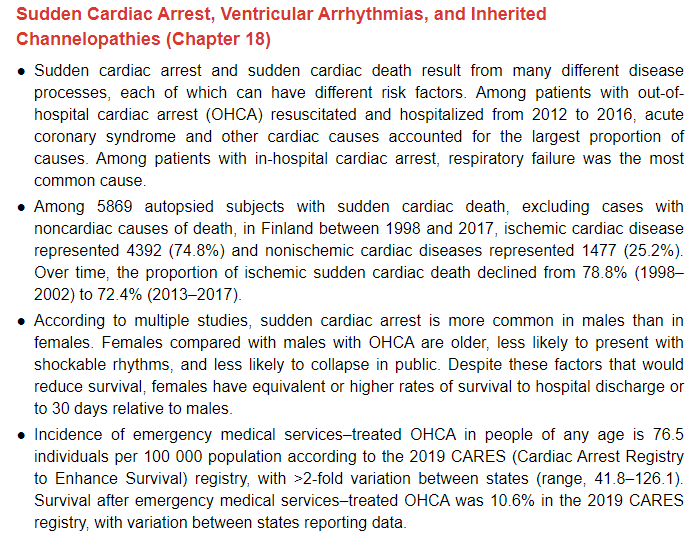 Sudden Cardiac Arrest, Ventricular Arrhythmias, and Inherited
Channelopathies (Chapter 18)
● Sudden cardiac arrest and sudden cardiac death result from many different disease
processes, each of which can have different risk factors. Among patients with out-of-
hospital cardiac arrest (OHCA) resuscitated and hospitalized from 2012 to 2016, acute
coronary syndrome and other cardiac causes accounted for the largest proportion of
causes. Among patients with in-hospital cardiac arrest, respiratory failure was the most
common cause.
● Among 5869 autopsied subjects with sudden cardiac death, excluding cases with
noncardiac causes of death, in Finland between 1998 and 2017, ischemic cardiac disease
represented 4392 (74.8%) and nonischemic cardiac diseases represented 1477 (25.2%).
Over time, the proportion of ischemic sudden cardiac death declined from 78.8% (1998–
2002) to 72.4% (2013–2017).
● According to multiple studies, sudden cardiac arrest is more common in males than in
females. Females compared with males with OHCA are older, less likely to present with
shockable rhythms, and less likely to collapse in public. Despite these factors that would
reduce survival, females have equivalent or higher rates of survival to hospital discharge or
to 30 days relative to males.
● Incidence of emergency medical services–treated OHCA in people of any age is 76.5
individuals per 100 000 population according to the 2019 CARES (Cardiac Arrest Registry
to Enhance Survival) registry, with >2-fold variation between states (range, 41.8–126.1).
Survival after emergency medical services–treated OHCA was 10.6% in the 2019 CARES
registry, with variation between states reporting data.